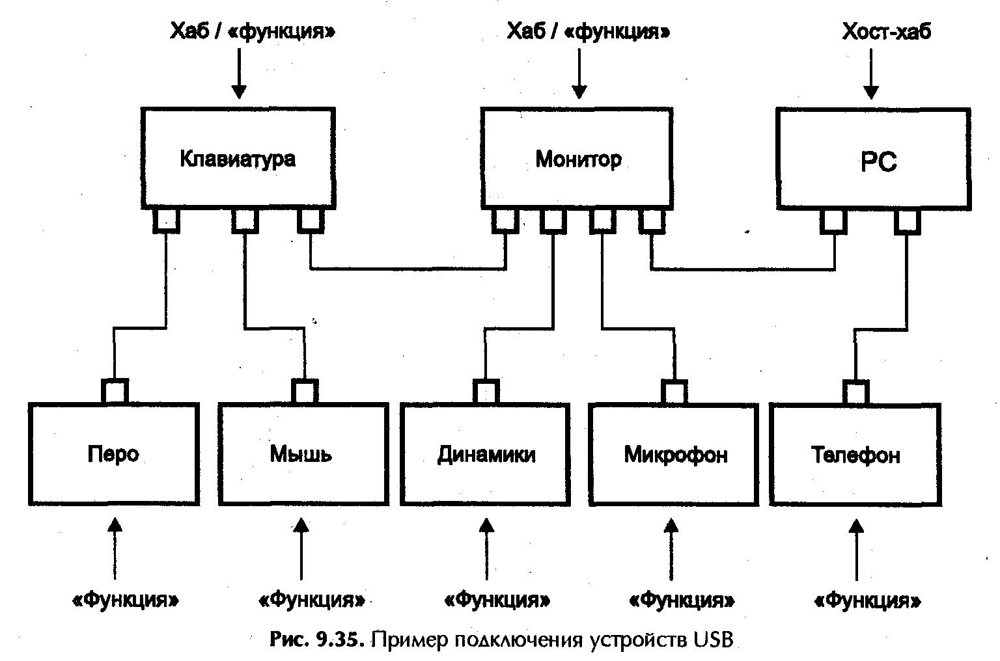 Хаб / «функция»
Хаб / «функция»
Хост-хаб
Клавиатура
Монитор
PC
Перо
Мышь
Динамики
Микрофон
Телефон
«Функция»
«Функция»
«Функция»
«Функция»
«Функция»
Рис. 9.35. Пример подключения устройств USB